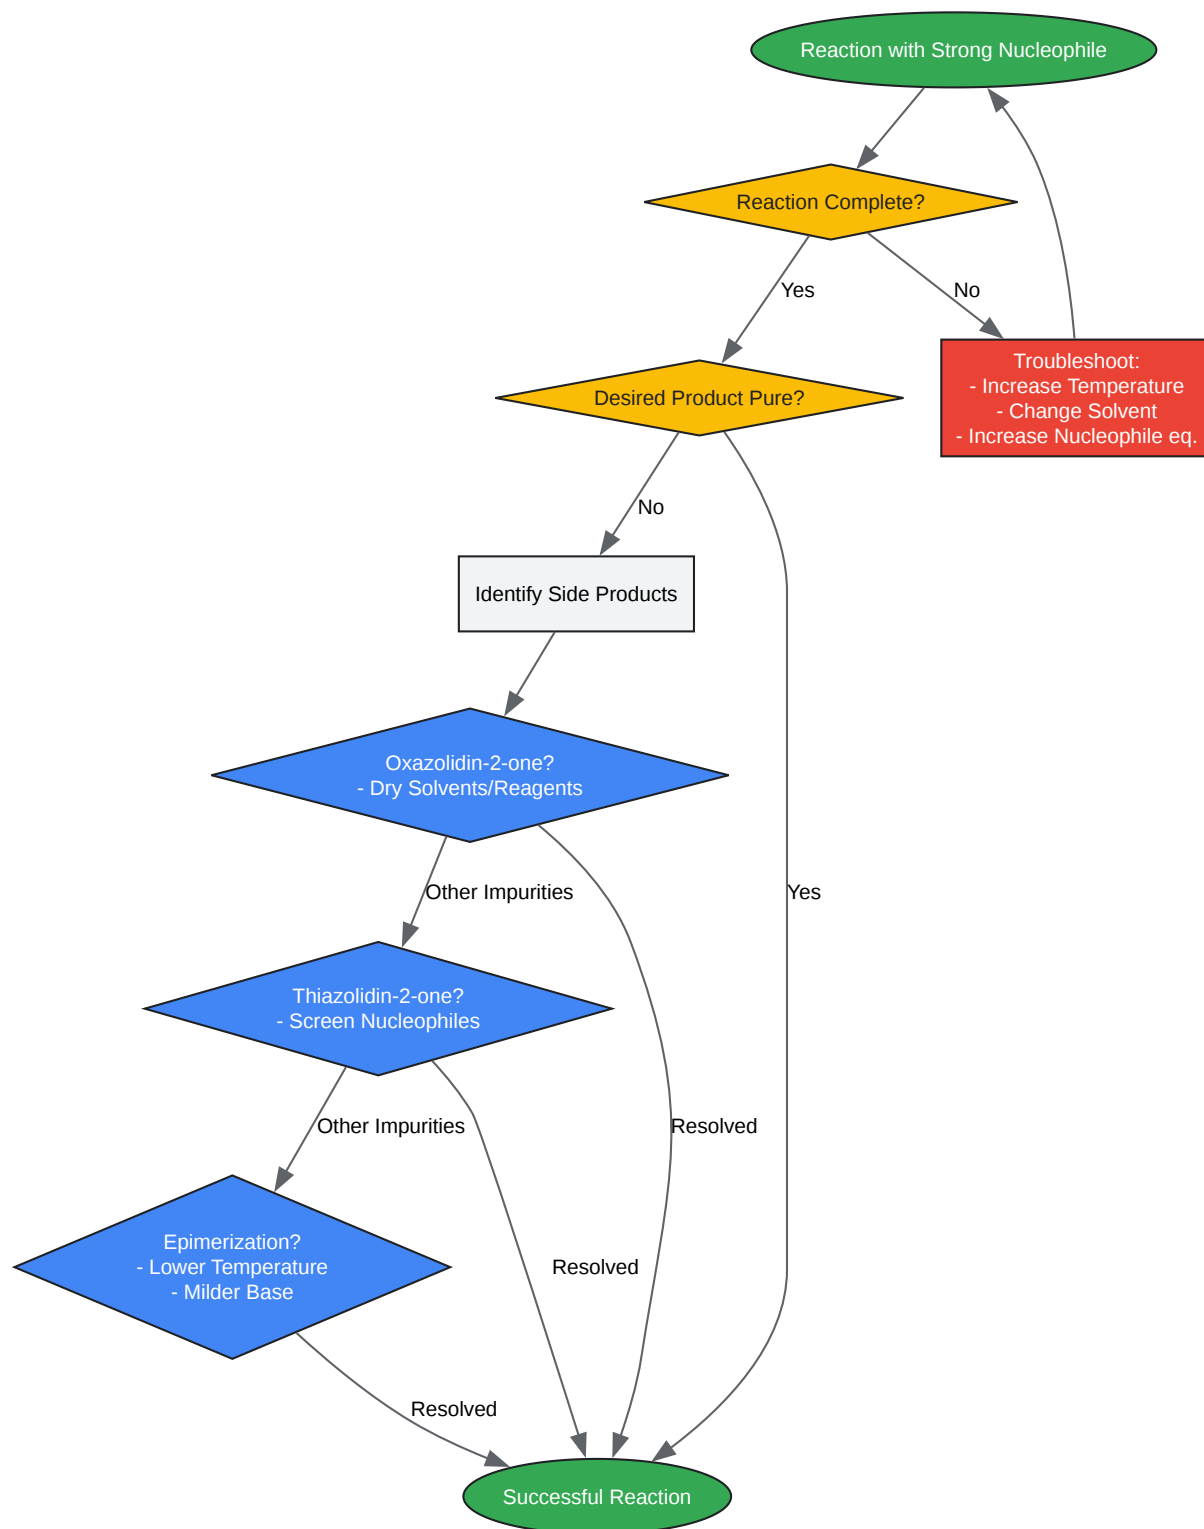 Reaction with Strong Nucleophile
Reaction Complete?
Yes
No
Troubleshoot:
- Increase Temperature
- Change Solvent
- Increase Nucleophile eq.
Desired Product Pure?
No
Identify Side Products
Oxazolidin-2-one?
- Dry Solvents/Reagents
Other Impurities
Yes
Thiazolidin-2-one?
- Screen Nucleophiles
Other Impurities
Resolved
Epimerization?
- Lower Temperature
- Milder Base
Resolved
Resolved
Successful Reaction